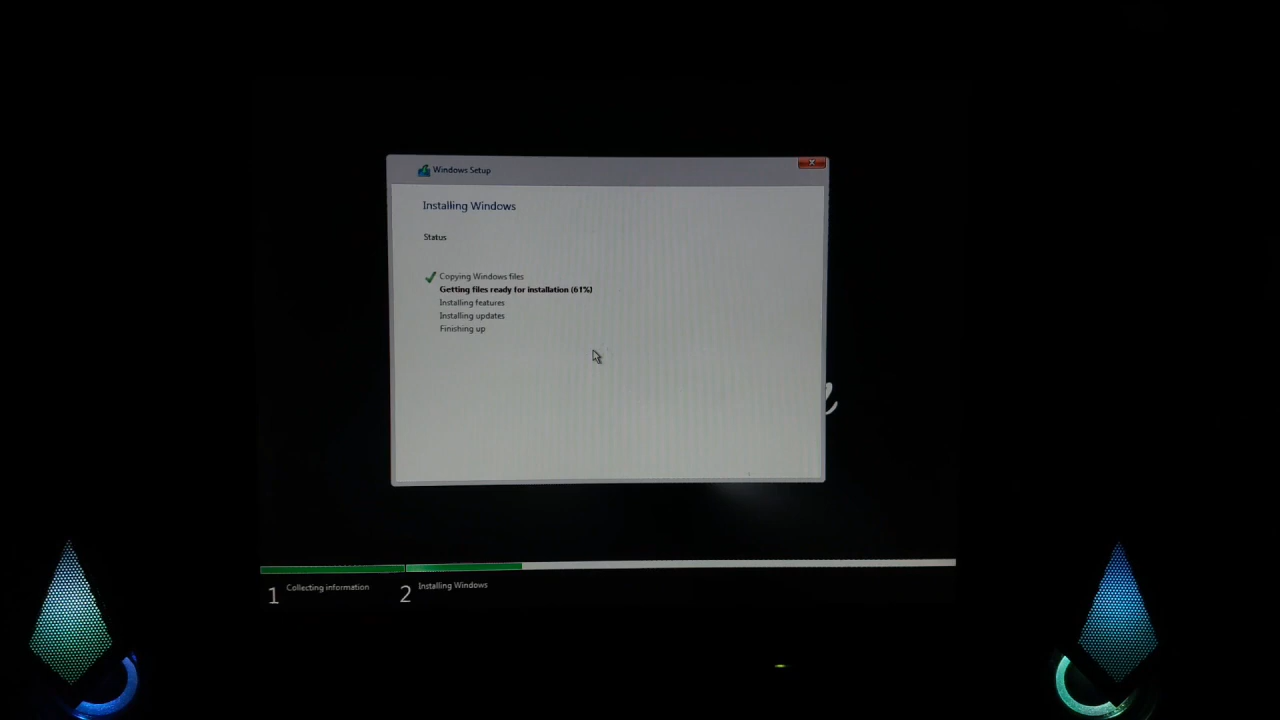 Windows Setup
Installing Windows
Status
Copying Windows files
Getting files ready for installation (61%)
Installing features
Installing updates
Finishing up
1 Collecting information
2 Installing Windows